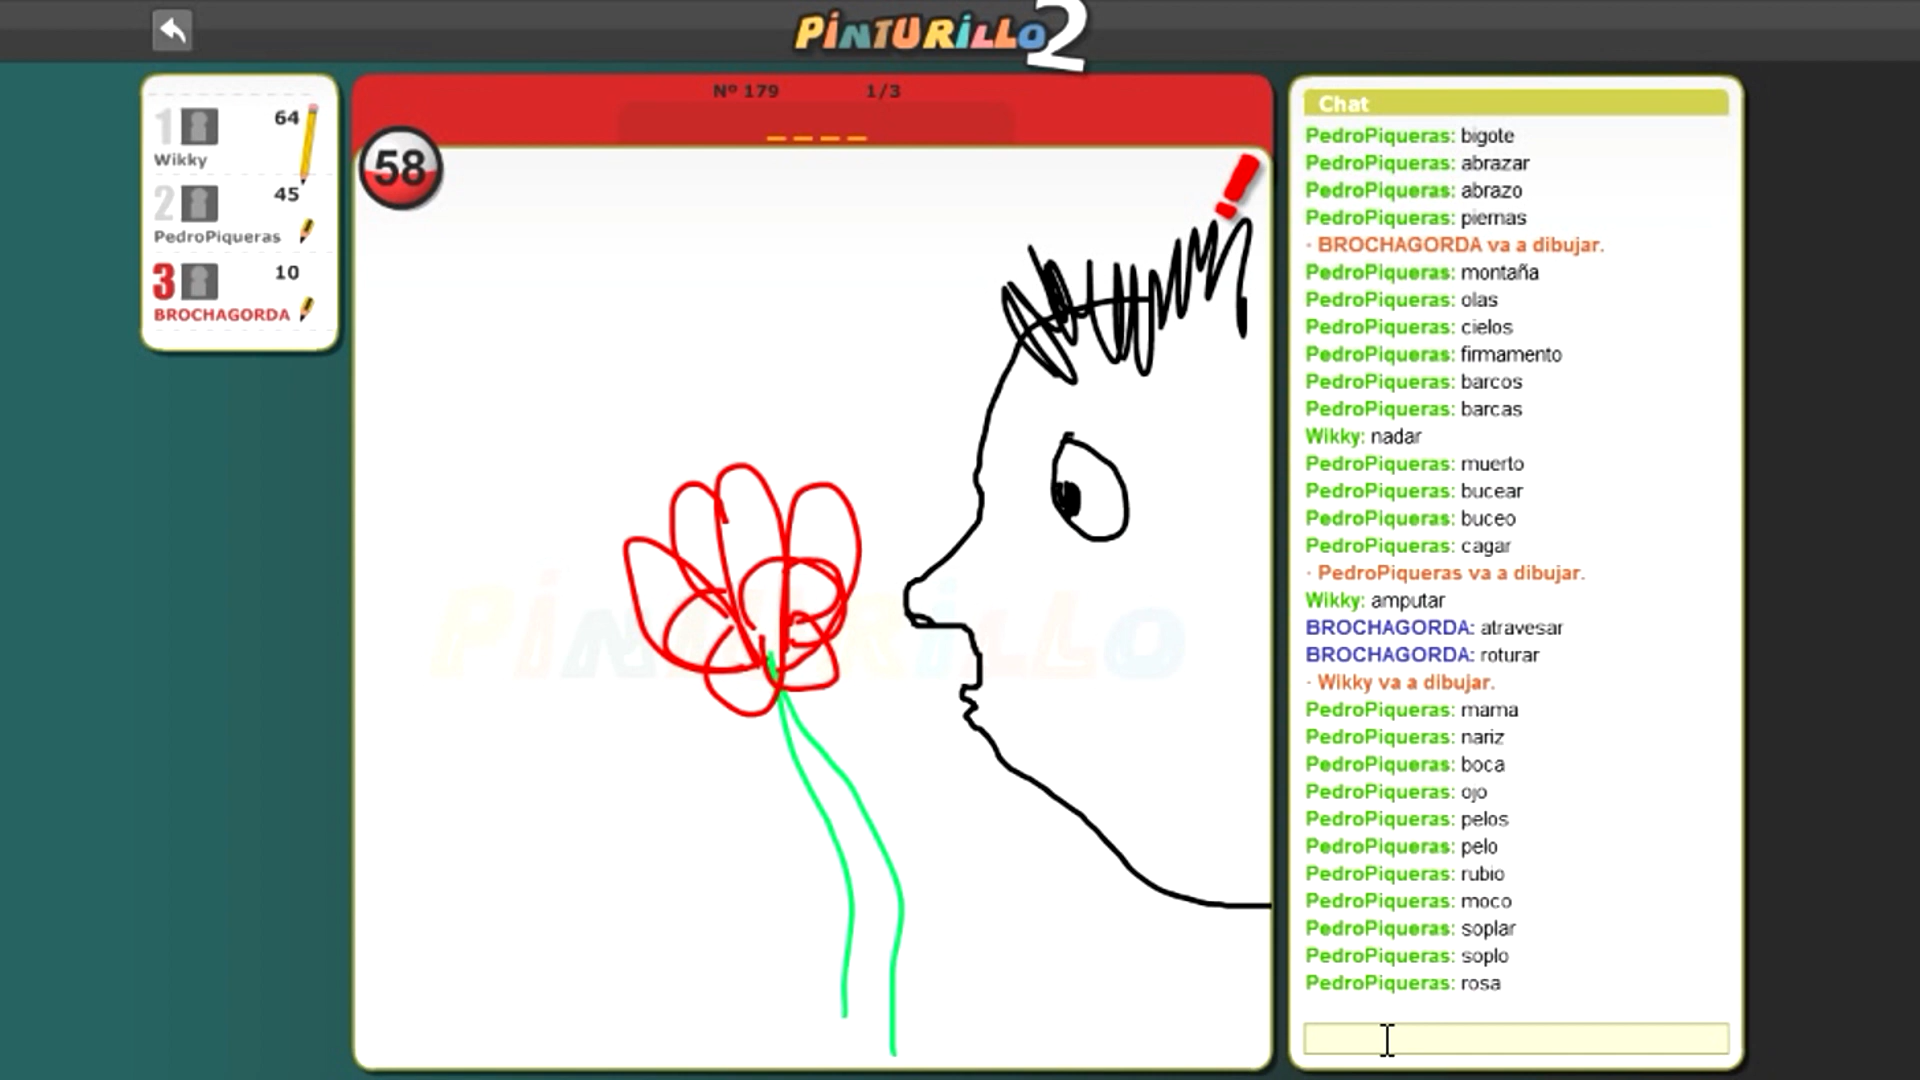 PINTURILLO 2
1
64
Wikky
2
45
PedroPiqueras
3
10
BROCHAGORDA
Nº 179
1/3
_ _ _ _
58
!
PINTURILLO
Chat
PedroPiqueras: bigote
PedroPiqueras: abrazar
PedroPiqueras: abrazo
PedroPiqueras: piernas
· BROCHAGORDA va a dibujar.
PedroPiqueras: montaña
PedroPiqueras: olas
PedroPiqueras: cielos
PedroPiqueras: firmamento
PedroPiqueras: barcos
PedroPiqueras: barcas
Wikky: nadar
PedroPiqueras: muerto
PedroPiqueras: bucear
PedroPiqueras: buceo
PedroPiqueras: cagar
· PedroPiqueras va a dibujar.
Wikky: amputar
BROCHAGORDA: atravesar
BROCHAGORDA: roturar
· Wikky va a dibujar.
PedroPiqueras: mama
PedroPiqueras: nariz
PedroPiqueras: boca
PedroPiqueras: ojo
PedroPiqueras: pelos
PedroPiqueras: pelo
PedroPiqueras: rubio
PedroPiqueras: moco
PedroPiqueras: soplar
PedroPiqueras: soplo
PedroPiqueras: rosa